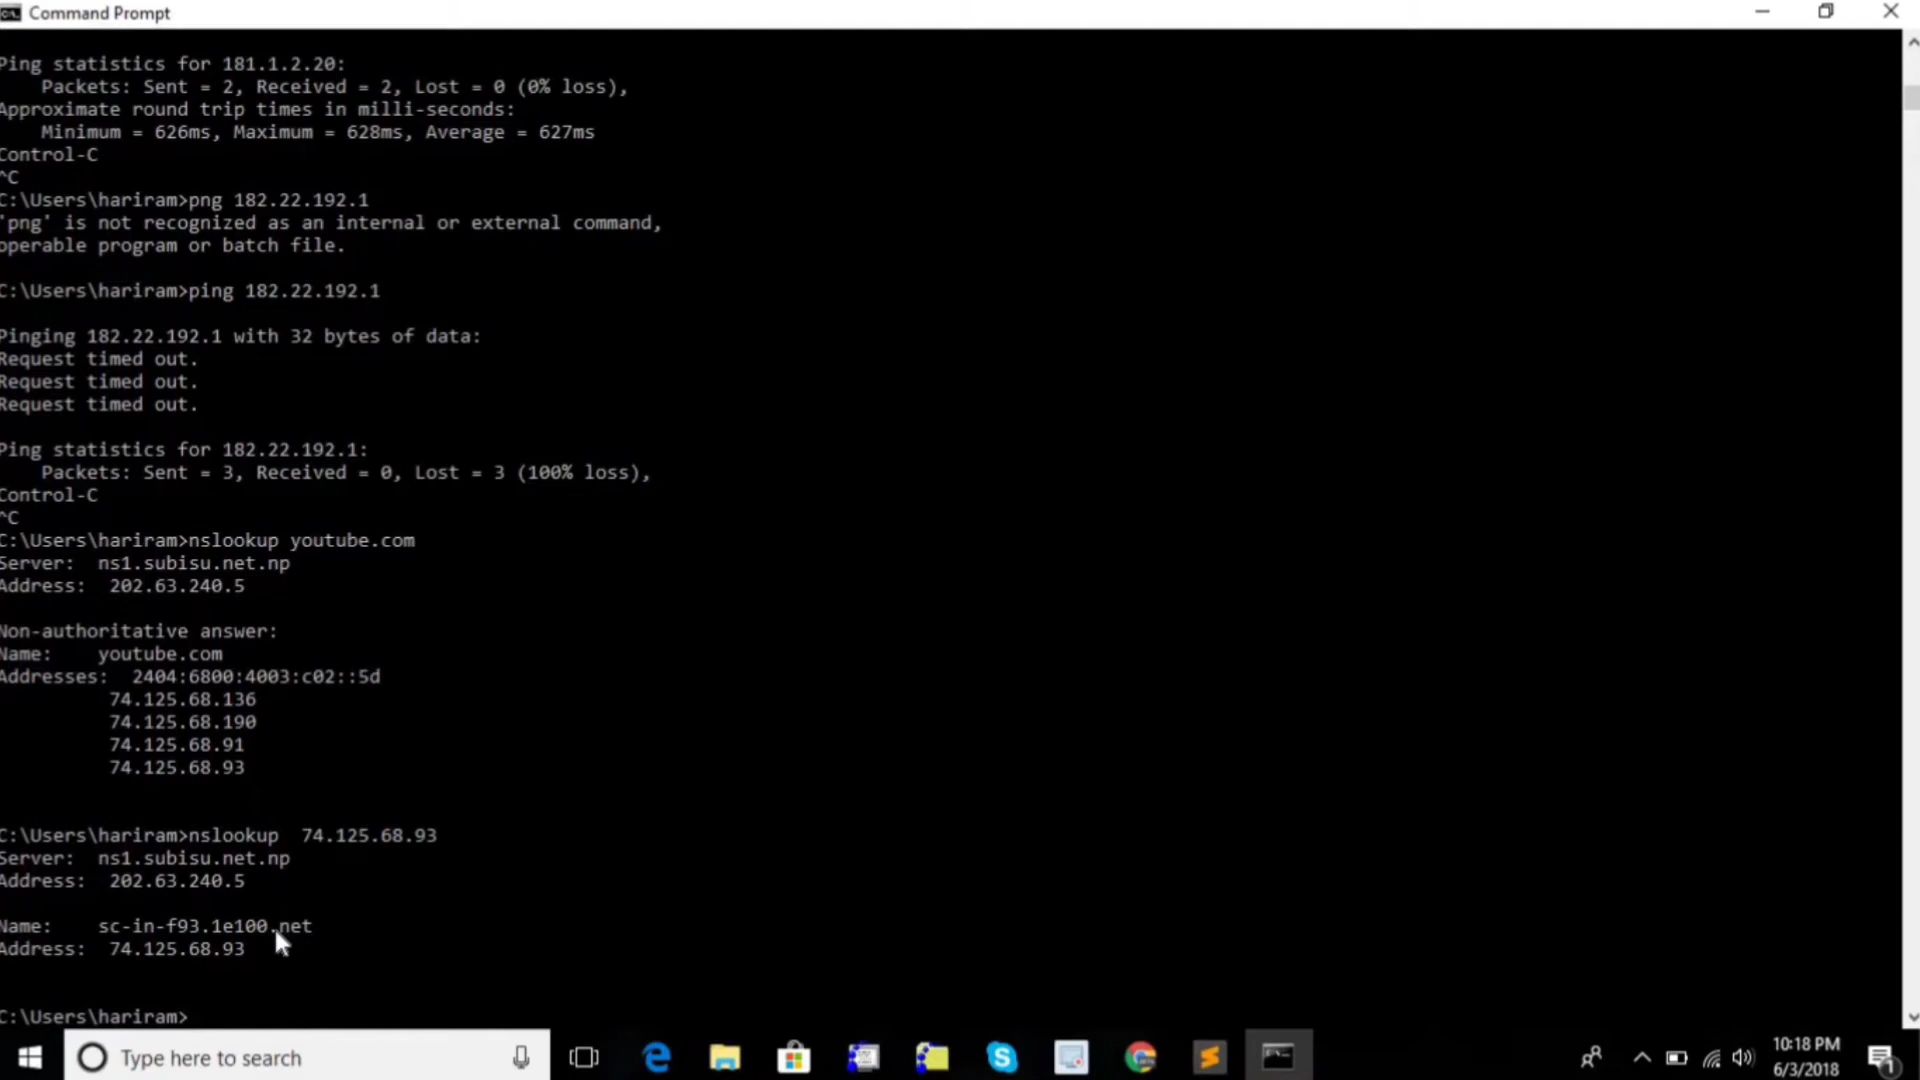 Command Prompt
Ping statistics for 181.1.2.20:
Packets: Sent = 2, Received = 2, Lost = 0 (0% loss),
Approximate round trip times in milli-seconds:
Minimum = 626ms, Maximum = 628ms, Average = 627ms
Control-C
^C
C:\Users\hariram>png 182.22.192.1
'png' is not recognized as an internal or external command,
operable program or batch file.
C:\Users\hariram>ping 182.22.192.1
Pinging 182.22.192.1 with 32 bytes of data:
Request timed out.
Request timed out.
Request timed out.
Ping statistics for 182.22.192.1:
Packets: Sent = 3, Received = 0, Lost = 3 (100% loss),
Control-C
^C
C:\Users\hariram>nslookup youtube.com
Server:  ns1.subisu.net.np
Address:  202.63.240.5
Non-authoritative answer:
Name:    youtube.com
Addresses:  2404:6800:4003:c02::5d
74.125.68.136
74.125.68.190
74.125.68.91
74.125.68.93
C:\Users\hariram>nslookup  74.125.68.93
Server:  ns1.subisu.net.np
Address:  202.63.240.5
Name:    sc-in-f93.1e100.net
Address:  74.125.68.93
C:\Users\hariram>
Type here to search
10:18 PM
6/3/2018
1